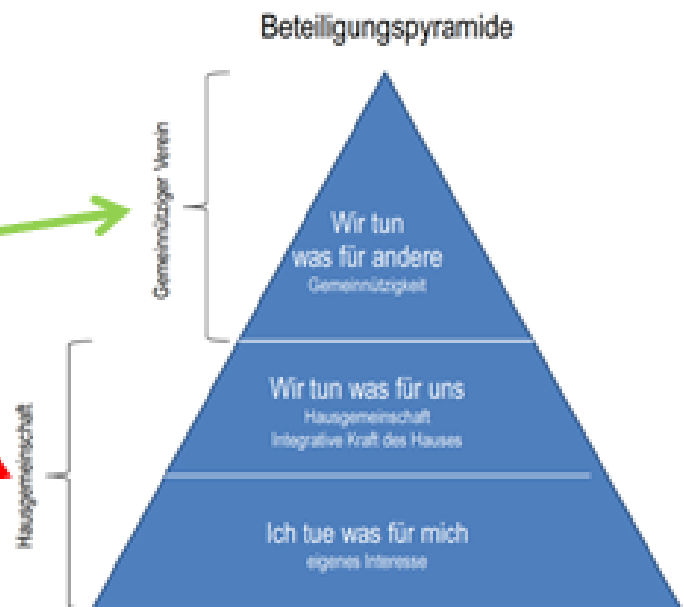 Beteiligungspyramide
Gemeinnütziger Verein
Wir tun
was für andere
Gemeinnützigkeit
Wir tun was für uns
Hausgemeinschaft
Integrative Kraft des Hauses
Hausgemeinschaft
Ich tue was für mich
eigenes Interesse